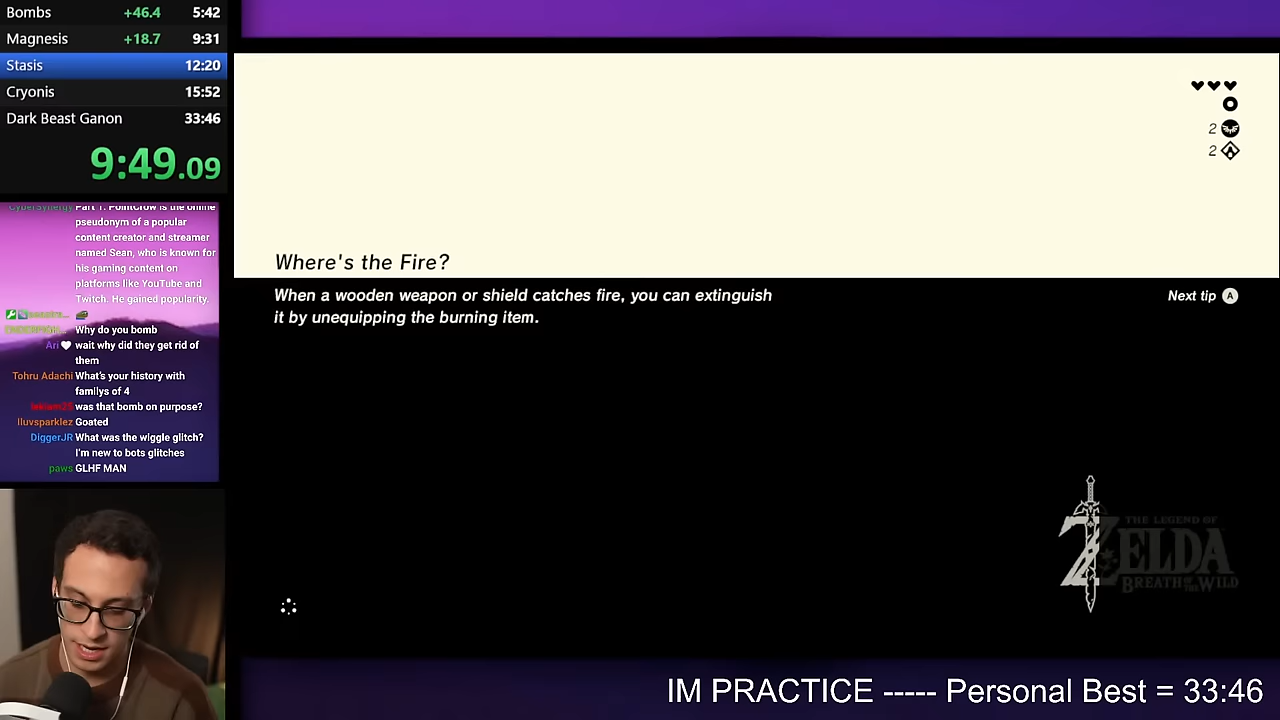 Bombs +46.4 5:42
Magnesis +18.7 9:31
Stasis 12:20
Cryonis 15:52
Dark Beast Ganon 33:46
9:49.09
CyberSynergy Part 1: PointCrow is the online
pseudonym of a popular
content creator and streamer
named Sean, who is known for
his gaming content on
platforms like YouTube and
Twitch. He gained popularity.
Why do you bomb
Ari wait why did they get rid of
them
Tohru Adachi What's your history with
familys of 4
was that bomb on purpose?
Iluvsparklez Goated
DiggerJR What was the wiggle glitch?
I'm new to bots glitches
paws GLHF MAN
2
2
Where's the Fire?
When a wooden weapon or shield catches fire, you can extinguish
it by unequipping the burning item.
Next tip A
THE LEGEND OF
ZELDA
BREATH OF THE WILD
IM PRACTICE ----- Personal Best = 33:46